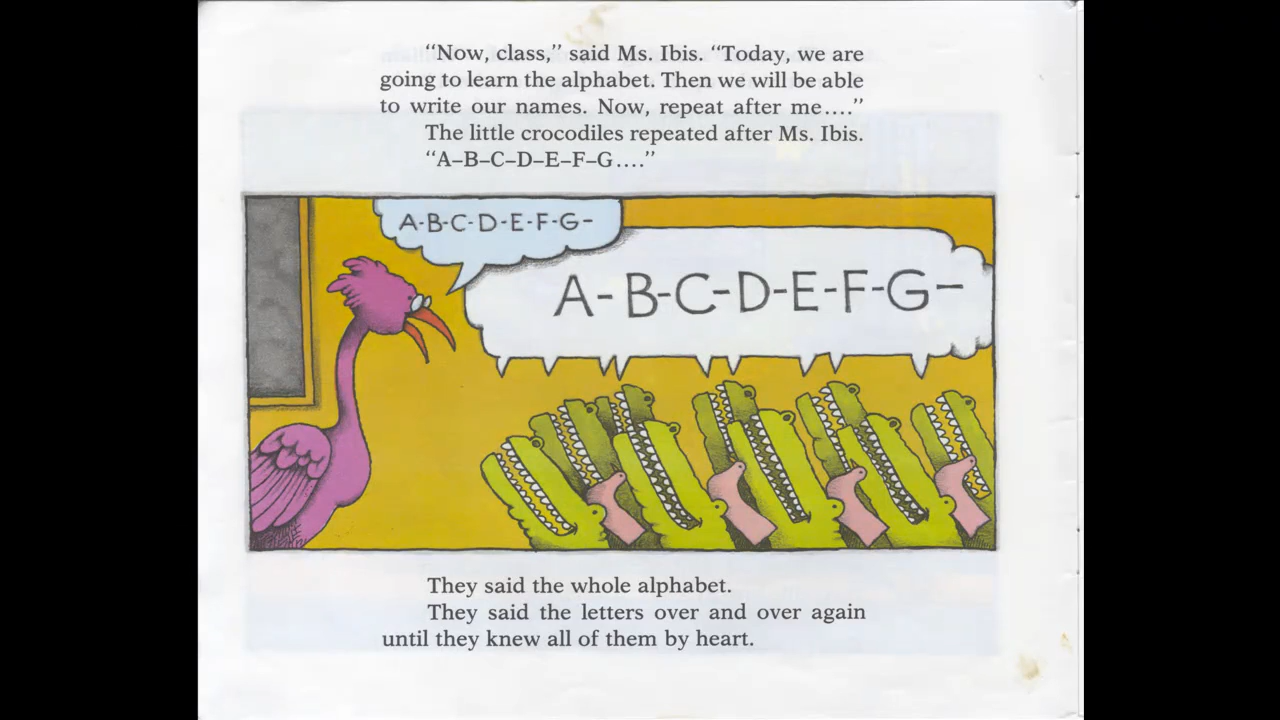 “Now, class,” said Ms. Ibis. “Today, we are
going to learn the alphabet. Then we will be able
to write our names. Now, repeat after me....”
The little crocodiles repeated after Ms. Ibis.
“A–B–C–D–E–F–G....”
A-B-C-D-E-F-G-
A-B-C-D-E-F-G-
They said the whole alphabet.
They said the letters over and over again
until they knew all of them by heart.